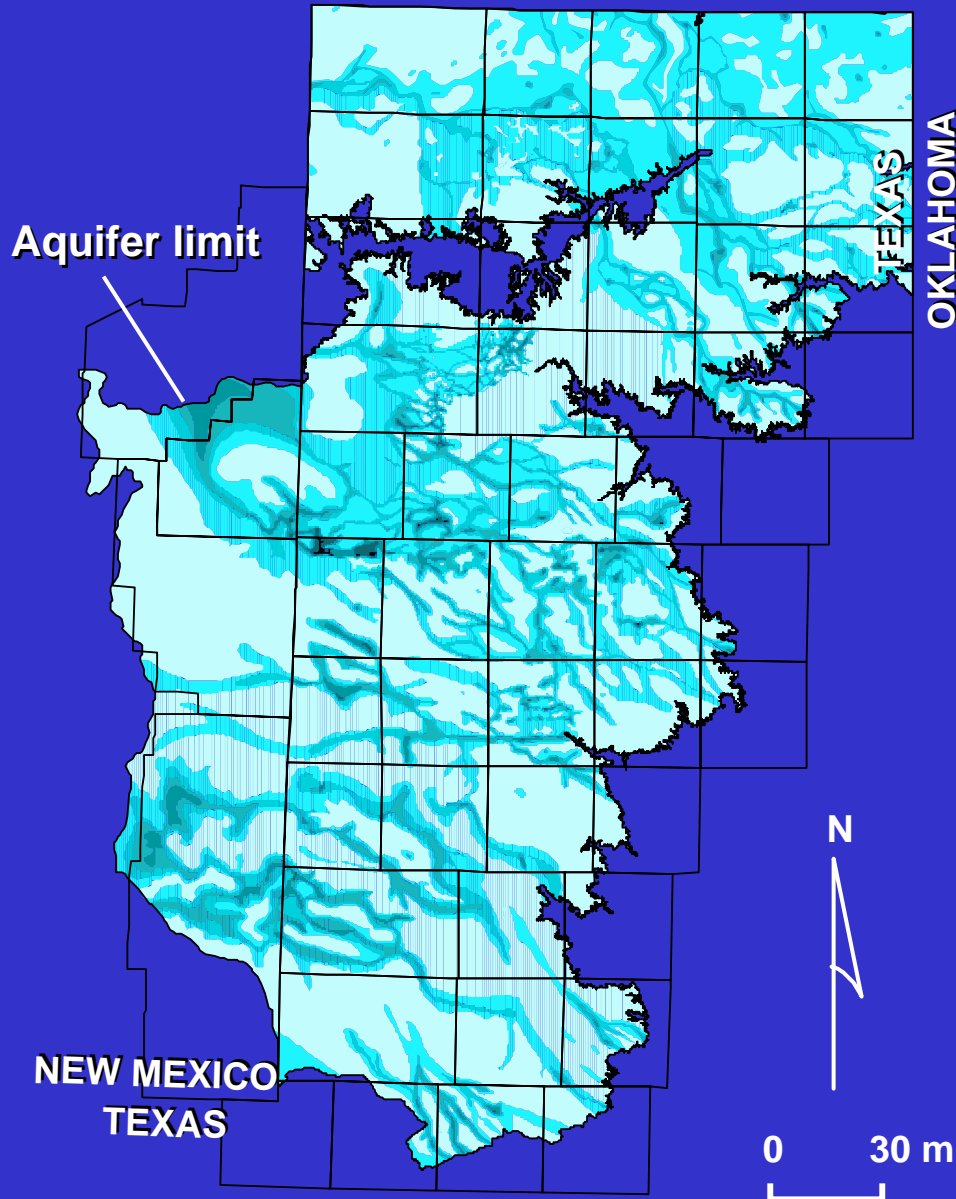 TEXAS
OKLAHOMA
Aquifer limit
N
NEW MEXICO
TEXAS
0 30 m